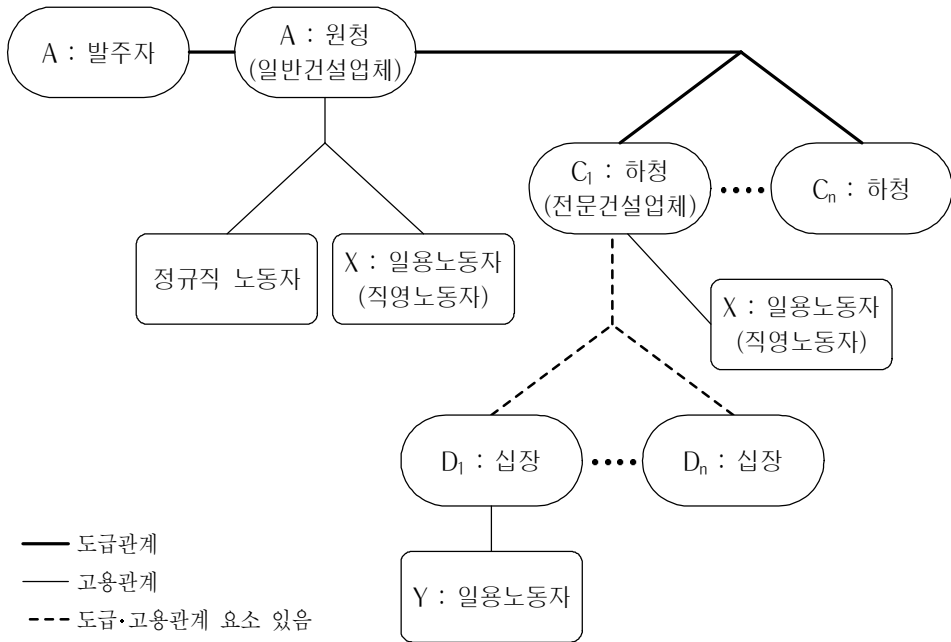 A : 발주자
A : 원청
(일반건설업체)
C₁ : 하청
(전문건설업체)
Cₙ : 하청
정규직 노동자
X : 일용노동자
(직영노동자)
X : 일용노동자
(직영노동자)
D₁ : 십장
Dₙ : 십장
Y : 일용노동자
도급관계
고용관계
도급·고용관계 요소 있음